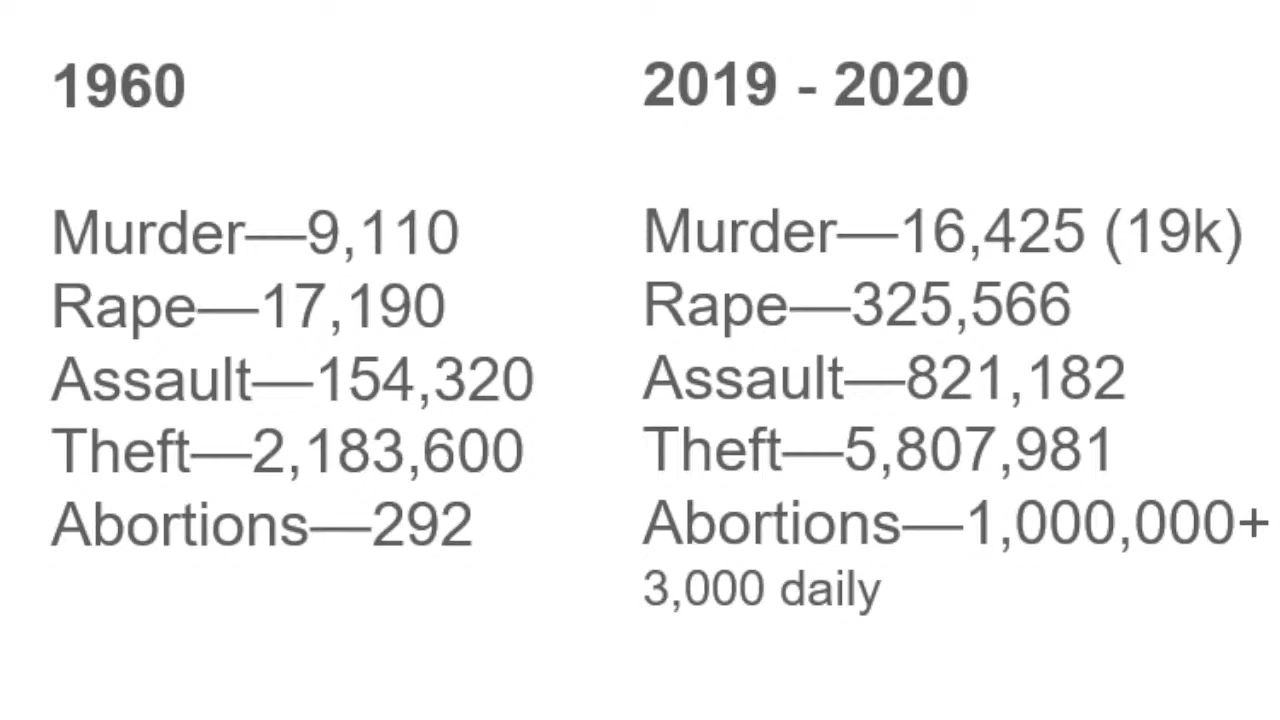 1960
Murder—9,110
Rape—17,190
Assault—154,320
Theft—2,183,600
Abortions—292
2019 - 2020
Murder—16,425 (19k)
Rape—325,566
Assault—821,182
Theft—5,807,981
Abortions—1,000,000+
3,000 daily